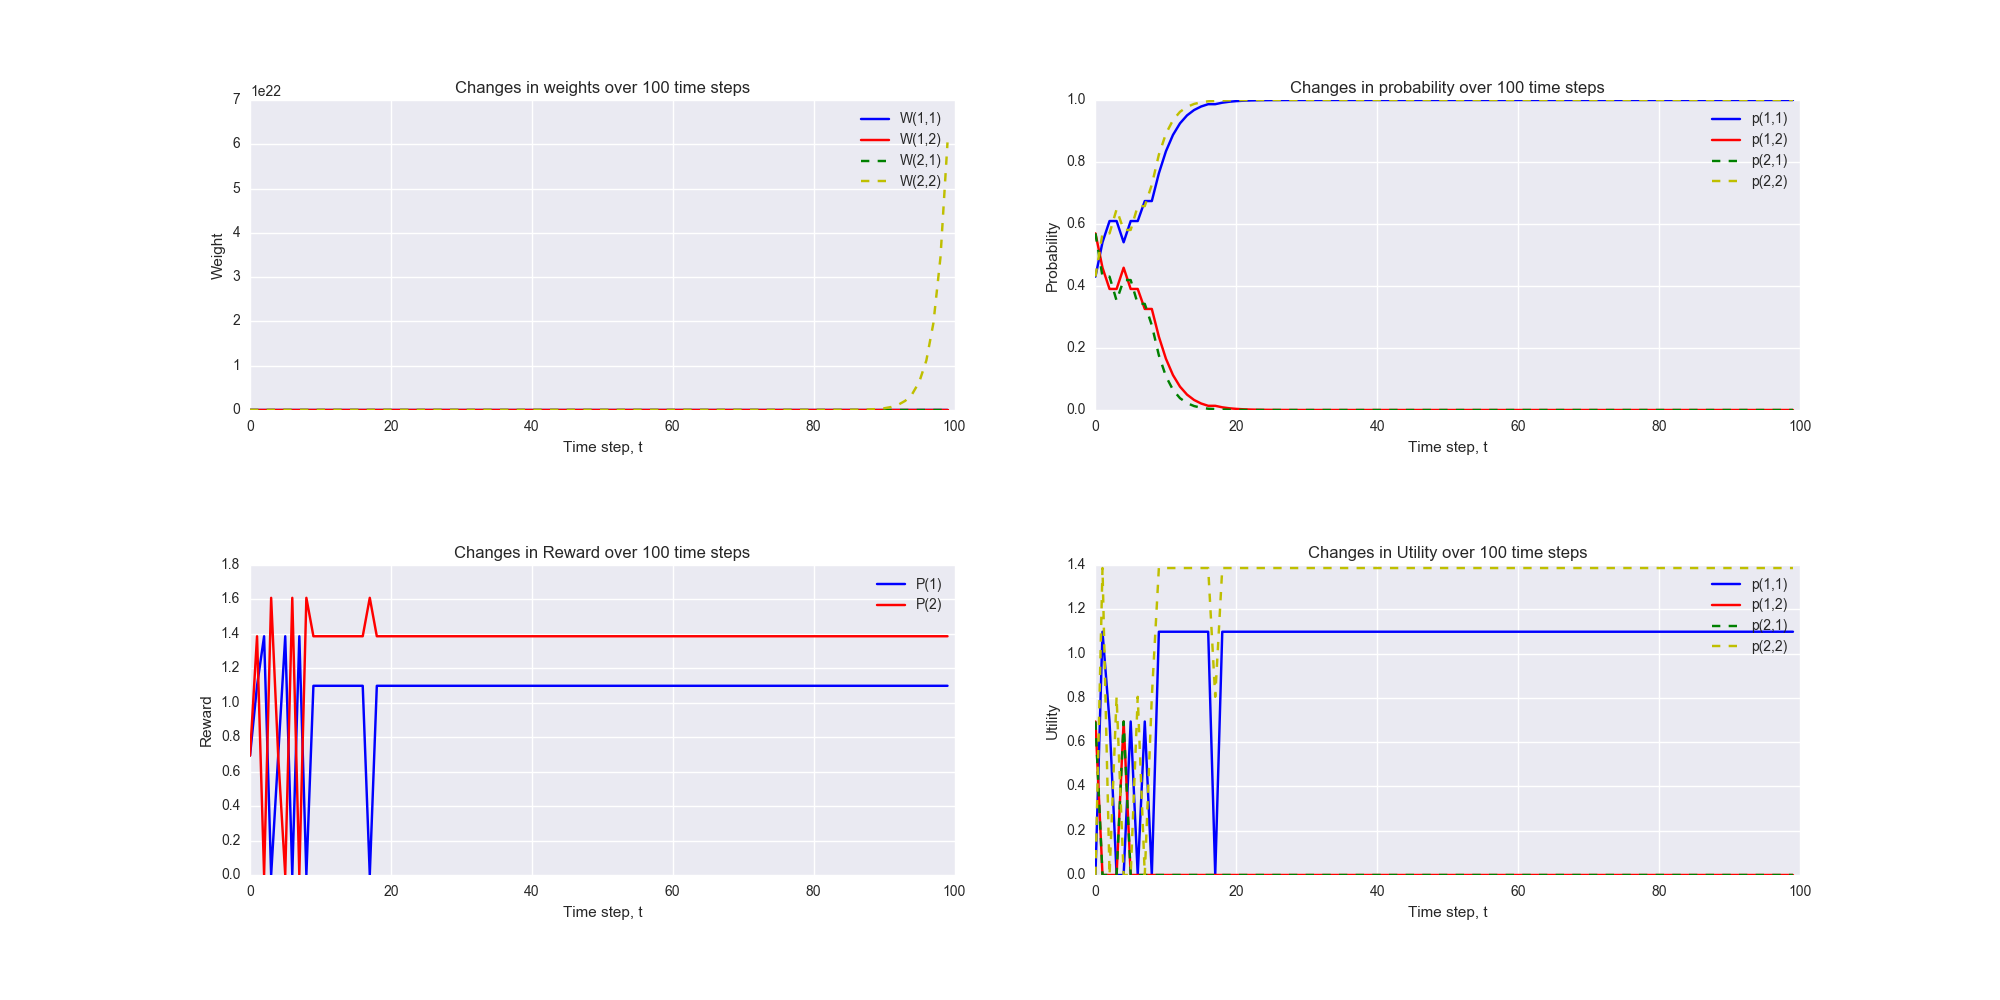 Changes in weights over 100 time steps
1e22
7
6
5
4
3
2
1
0
Weight
0 20 40 60 80 100
Time step, t
W(1,1)
W(1,2)
W(2,1)
W(2,2)
Changes in probability over 100 time steps
1.0
0.8
0.6
0.4
0.2
0.0
Probability
0 20 40 60 80 100
Time step, t
p(1,1)
p(1,2)
p(2,1)
p(2,2)
Changes in Reward over 100 time steps
1.8
1.6
1.4
1.2
1.0
0.8
0.6
0.4
0.2
0.0
Reward
0 20 40 60 80 100
Time step, t
P(1)
P(2)
Changes in Utility over 100 time steps
1.4
1.2
1.0
0.8
0.6
0.4
0.2
0.0
Utility
0 20 40 60 80 100
Time step, t
p(1,1)
p(1,2)
p(2,1)
p(2,2)